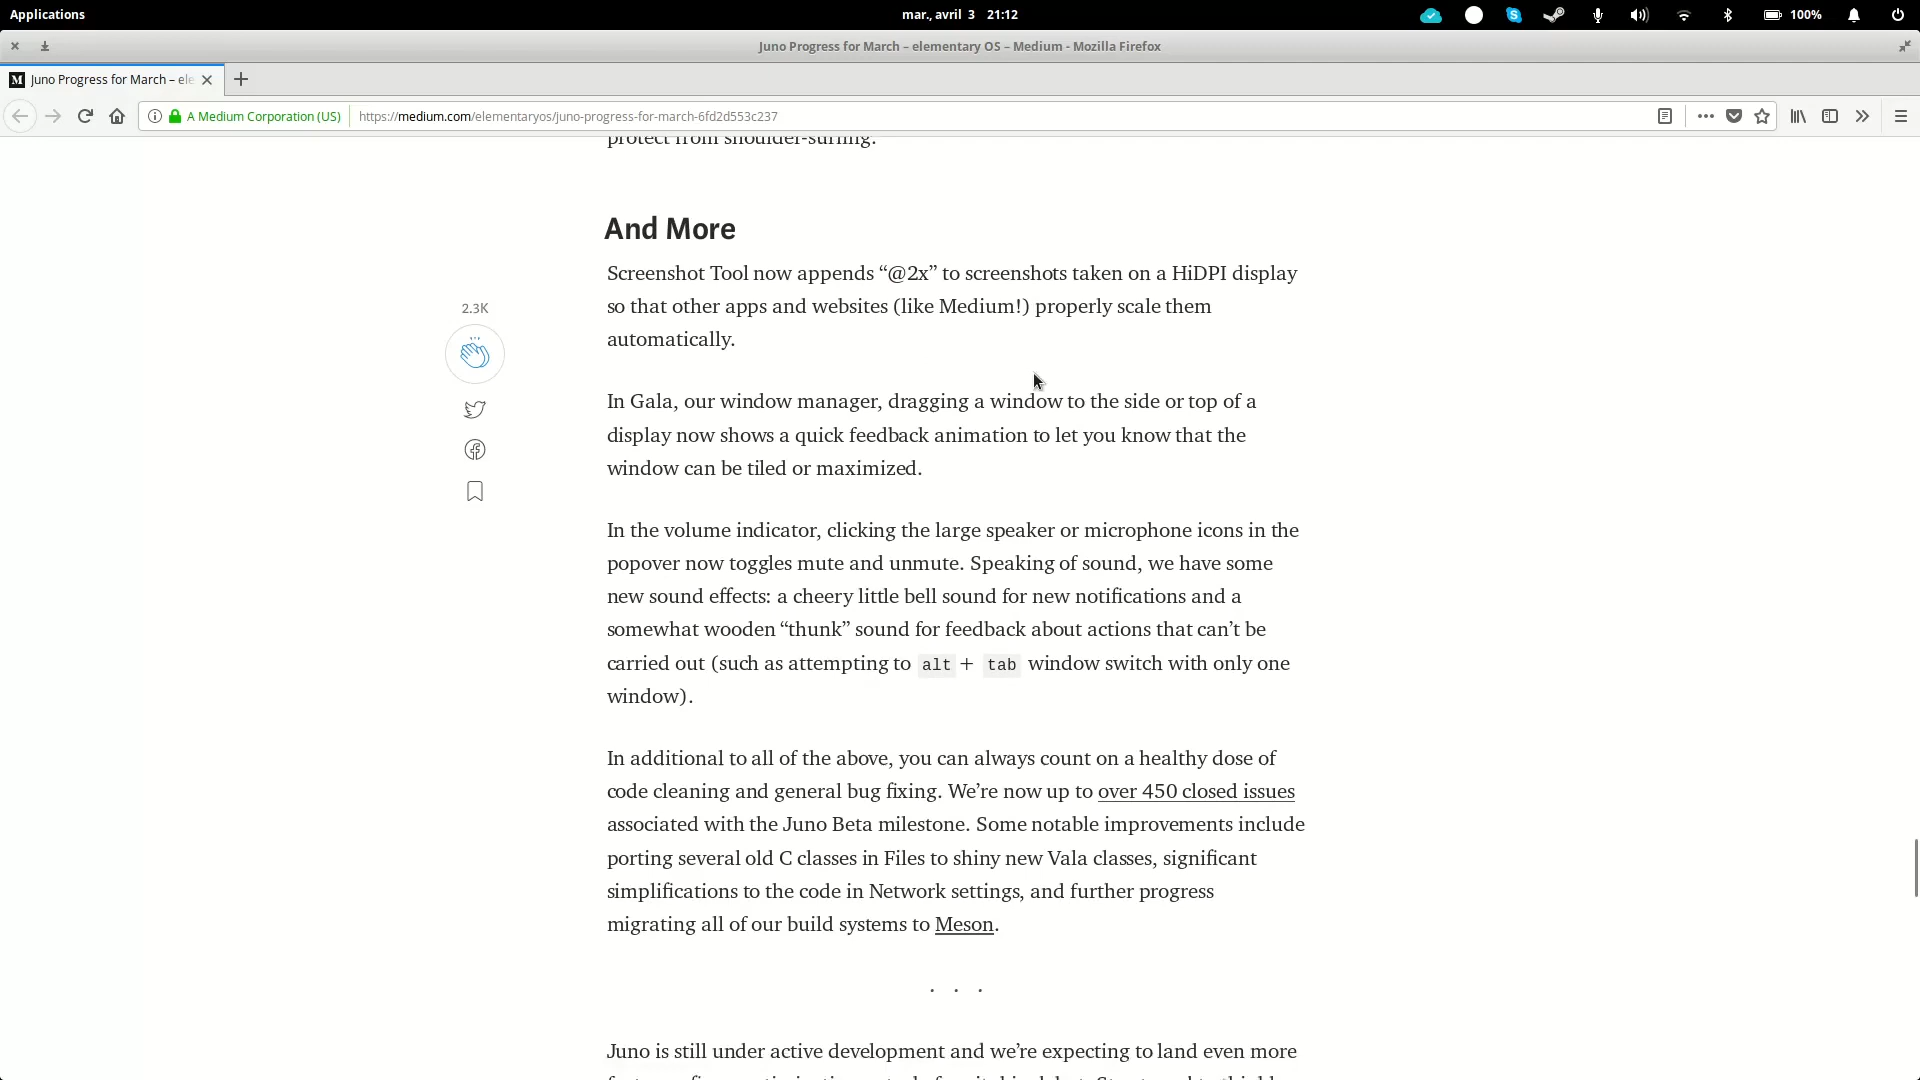 Applications
mar., avril 3 21:12
100%
Juno Progress for March – elementary OS – Medium - Mozilla Firefox
Juno Progress for March – ele
A Medium Corporation (US)
https://medium.com/elementaryos/juno-progress-for-march-6fd2d553c237
protect from shoulder-surfing.
And More
Screenshot Tool now appends “@2x” to screenshots taken on a HiDPI display
so that other apps and websites (like Medium!) properly scale them
automatically.
2.3K
In Gala, our window manager, dragging a window to the side or top of a
display now shows a quick feedback animation to let you know that the
window can be tiled or maximized.
In the volume indicator, clicking the large speaker or microphone icons in the
popover now toggles mute and unmute. Speaking of sound, we have some
new sound effects: a cheery little bell sound for new notifications and a
somewhat wooden “thunk” sound for feedback about actions that can’t be
carried out (such as attempting to alt + tab window switch with only one
window).
In additional to all of the above, you can always count on a healthy dose of
code cleaning and general bug fixing. We’re now up to over 450 closed issues
associated with the Juno Beta milestone. Some notable improvements include
porting several old C classes in Files to shiny new Vala classes, significant
simplifications to the code in Network settings, and further progress
migrating all of our build systems to Meson.
. . .
Juno is still under active development and we’re expecting to land even more